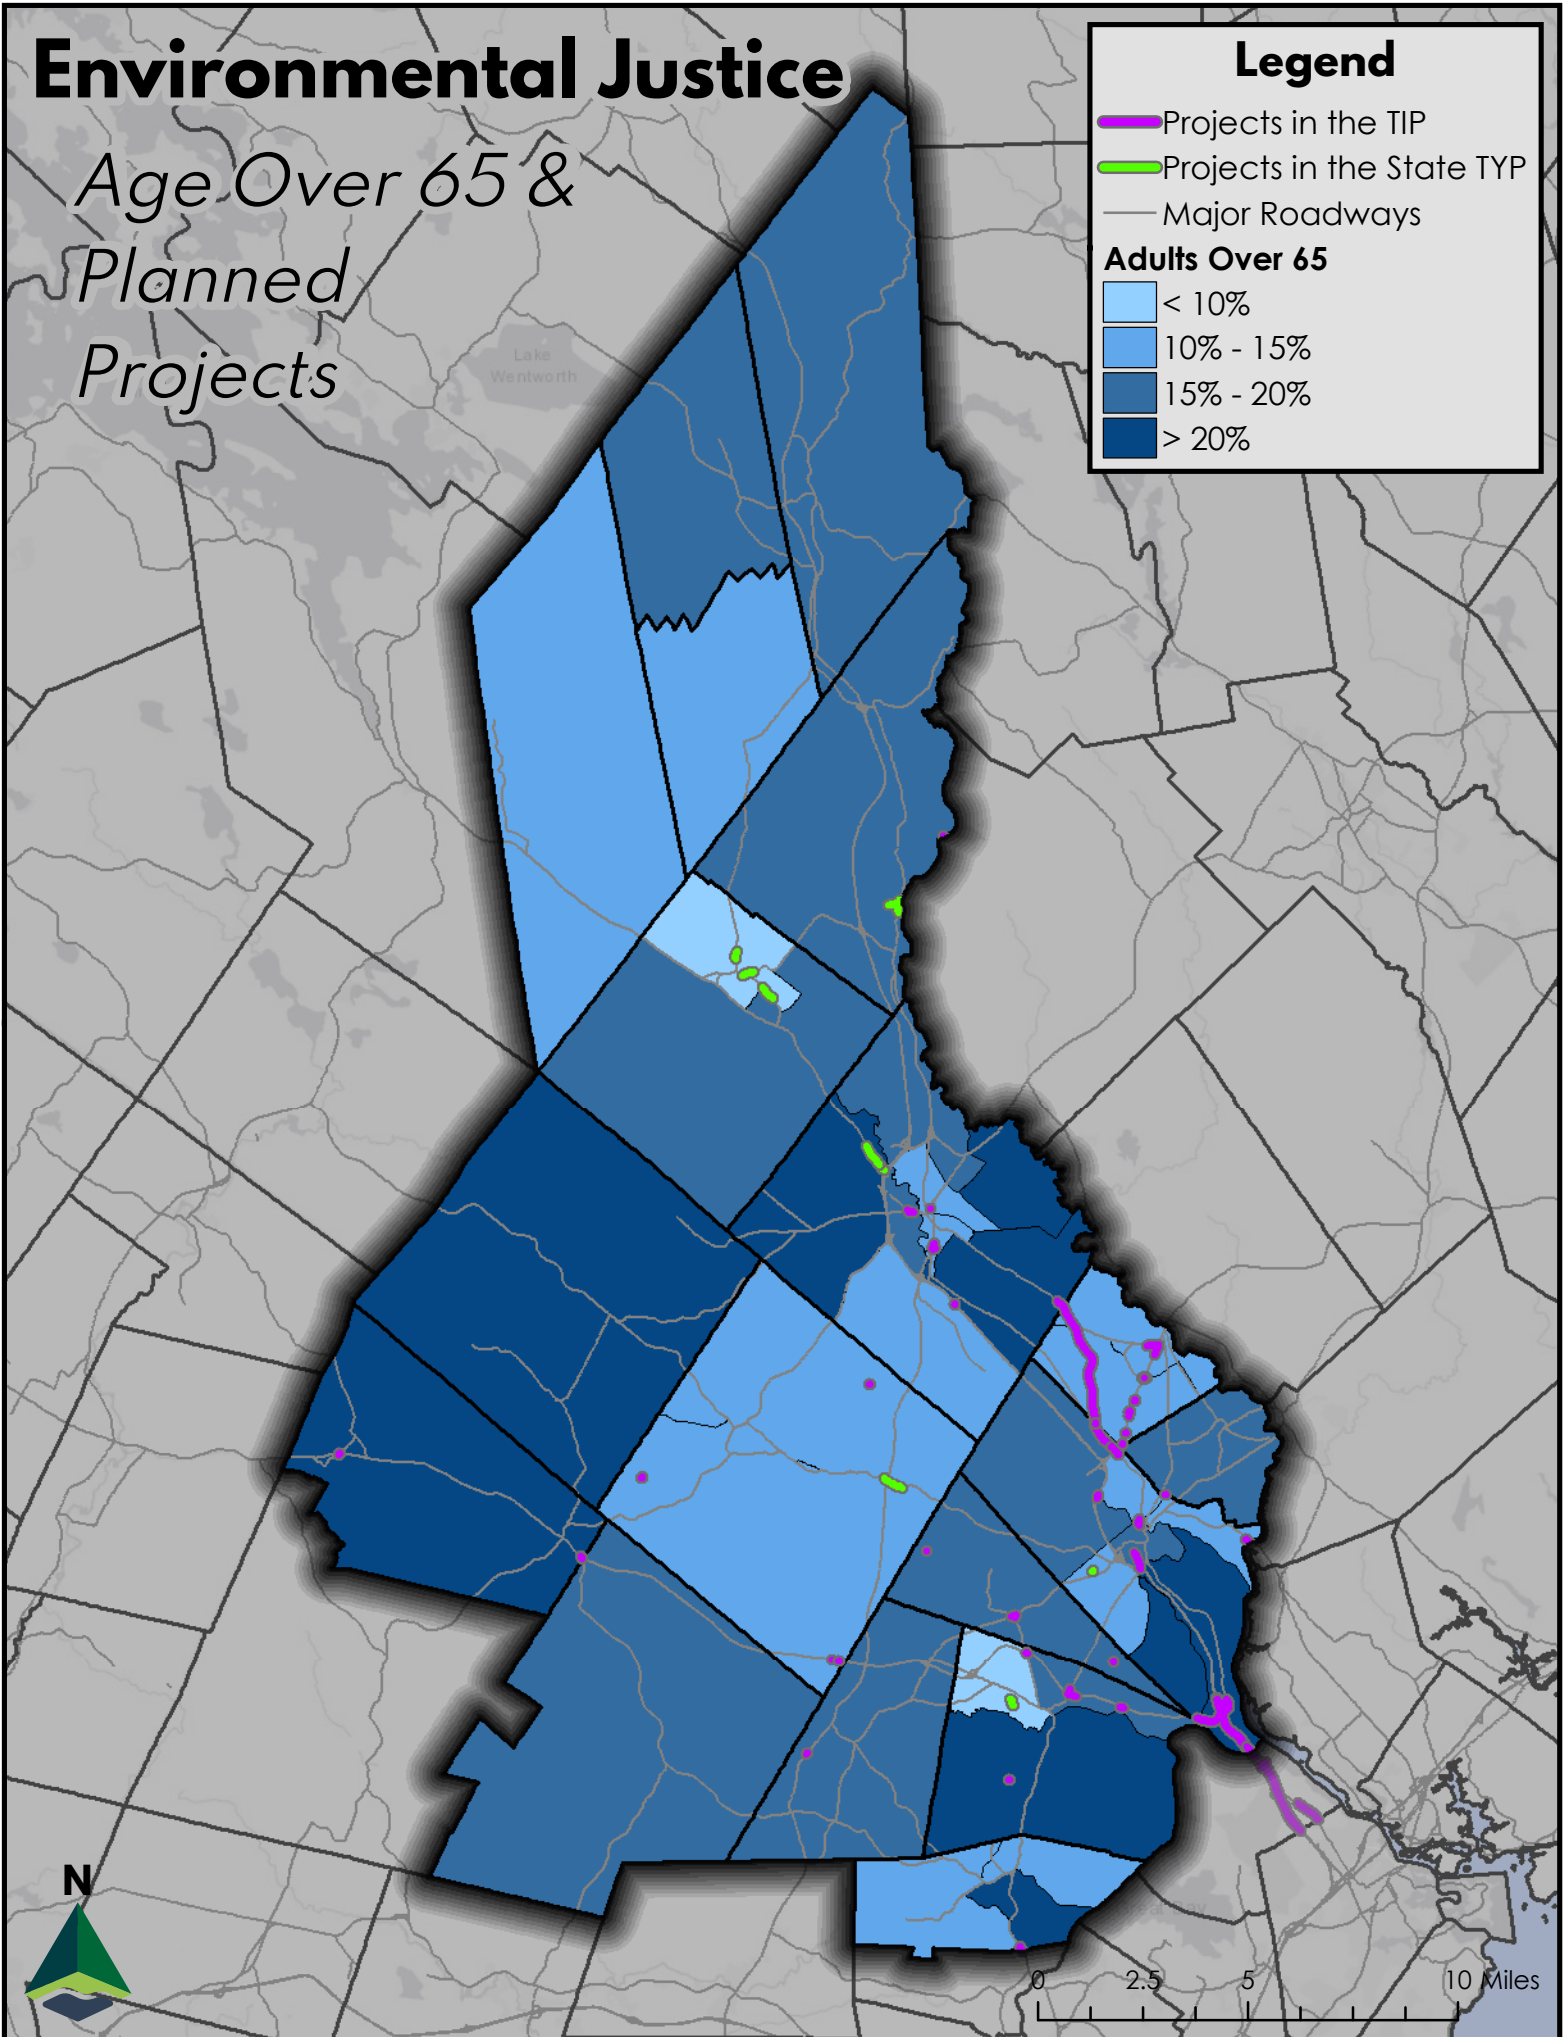 Environmental Justice
Age Over 65 &
Planned
Projects
Legend
Projects in the TIP
Projects in the State TYP
Major Roadways
Adults Over 65
< 10%
10% - 15%
15% - 20%
> 20%
Lake
Wentworth
N
0 2.5 5 10 Miles